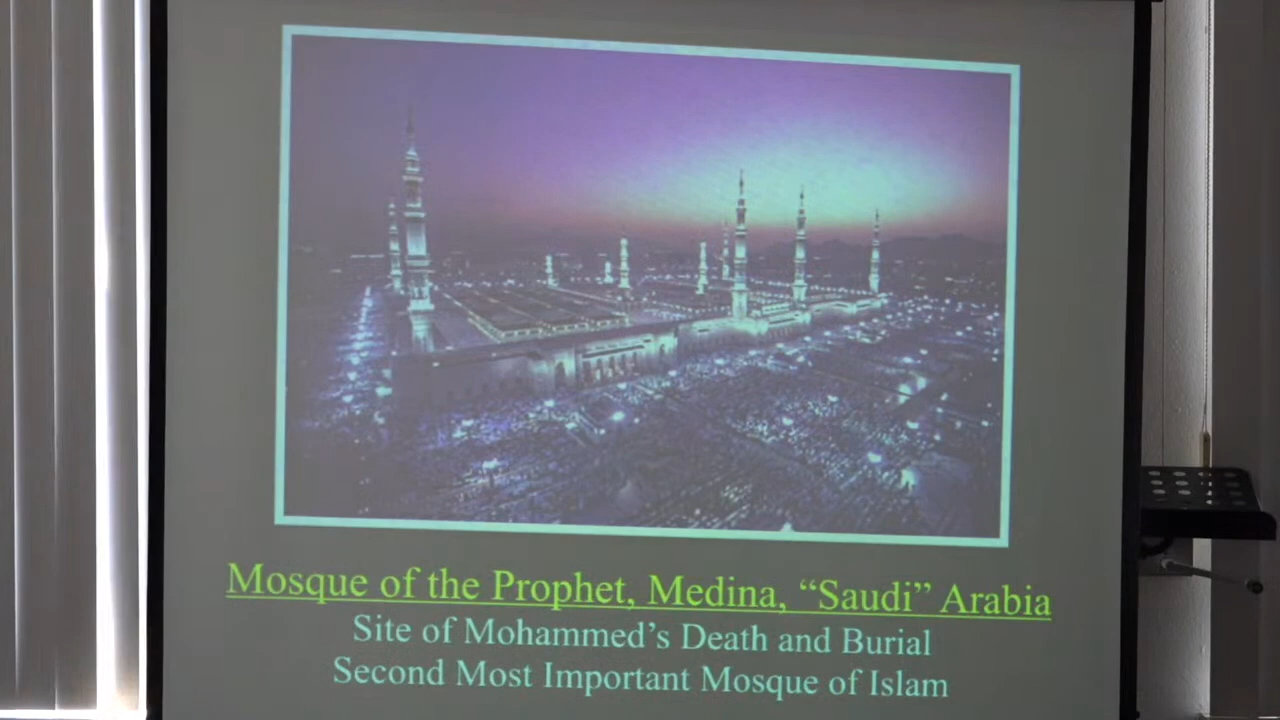 Mosque of the Prophet, Medina, “Saudi” Arabia
Site of Mohammed’s Death and Burial
Second Most Important Mosque of Islam